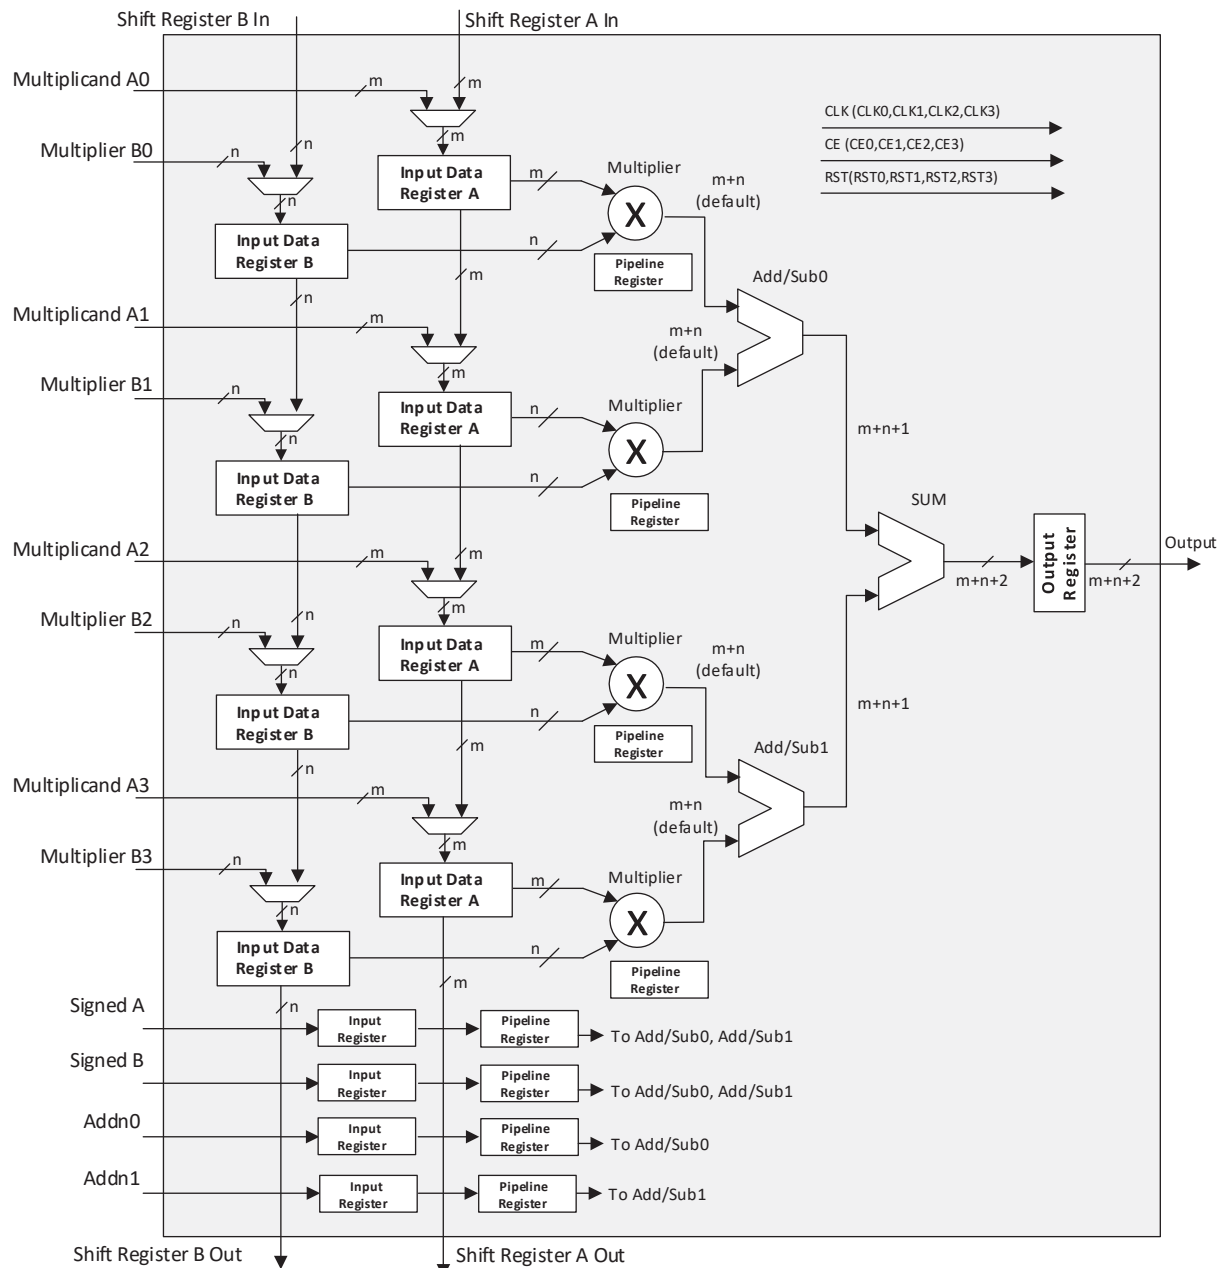 Shift Register B In
Shift Register A In
Multiplicand A0
m
m
CLK (CLK0,CLK1,CLK2,CLK3)
CE (CE0,CE1,CE2,CE3)
RST(RST0,RST1,RST2,RST3)
m
Multiplier B0
n
n
Input Data
Register A
m
Multiplier
m+n
(default)
X
n
Input Data
Register B
n
Pipeline
Register
m
Add/Sub0
n
Multiplicand A1
m
m+n
(default)
m
Multiplier B1
n
Input Data
Register A
n
Multiplier
X
m+n+1
n
Input Data
Register B
n
Pipeline
Register
SUM
Multiplicand A2
m
m
m
Output
Register
Output
m+n+2
m+n+2
Multiplier B2
n
n
Input Data
Register A
m
Multiplier
m+n
(default)
X
n
Input Data
Register B
n
Pipeline
Register
m
m+n+1
Add/Sub1
n
Multiplicand A3
m
m+n
(default)
m
Multiplier B3
n
Input Data
Register A
m
Multiplier
X
n
Input Data
Register B
n
Pipeline
Register
m
n
Signed A
Input
Register
Pipeline
Register
To Add/Sub0, Add/Sub1
Signed B
Input
Register
Pipeline
Register
To Add/Sub0, Add/Sub1
Addn0
Input
Register
Pipeline
Register
To Add/Sub0
Addn1
Input
Register
Pipeline
Register
To Add/Sub1
Shift Register B Out
Shift Register A Out